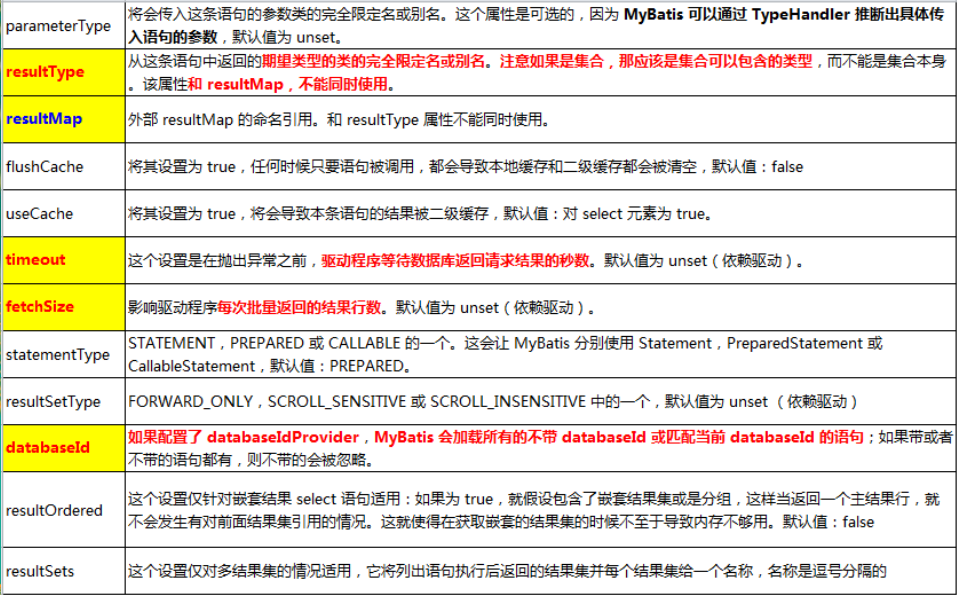 parameterType
将会传入这条语句的参数类的完全限定名或别名。这个属性是可选的，因为 MyBatis 可以通过 TypeHandler 推断出具体传
入语句的参数，默认值为 unset。
resultType
从这条语句中返回的期望类型的类的完全限定名或别名。注意如果是集合，那应该是集合可以包含的类型，而不能是集合本身
。该属性和 resultMap，不能同时使用。
resultMap
外部 resultMap 的命名引用。和 resultType 属性不能同时使用。
flushCache
将其设置为 true，任何时候只要语句被调用，都会导致本地缓存和二级缓存都会被清空，默认值：false
useCache
将其设置为 true，将会导致本条语句的结果被二级缓存，默认值：对 select 元素为 true。
timeout
这个设置是在抛出异常之前，驱动程序等待数据库返回请求结果的秒数。默认值为 unset（依赖驱动）。
fetchSize
影响驱动程序每次批量返回的结果行数。默认值为 unset（依赖驱动）。
statementType
STATEMENT，PREPARED 或 CALLABLE 的一个。这会让 MyBatis 分别使用 Statement，PreparedStatement 或
CallableStatement，默认值：PREPARED。
resultSetType
FORWARD_ONLY，SCROLL_SENSITIVE 或 SCROLL_INSENSITIVE 中的一个，默认值为 unset （依赖驱动）
databaseId
如果配置了 databaseIdProvider，MyBatis 会加载所有的不带 databaseId 或匹配当前 databaseId 的语句；如果带或者
不带的语句都有，则不带的会被忽略。
resultOrdered
这个设置仅针对嵌套结果 select 语句适用：如果为 true，就假设包含了嵌套结果集或是分组，这样当返回一个主结果行，就
不会发生有对前面结果集引用的情况。这就使得在获取嵌套的结果集的时候不至于导致内存不够用。默认值：false
resultSets
这个设置仅对多结果集的情况适用，它将列出语句执行后返回的结果集并每个结果集给一个名称，名称是逗号分隔的